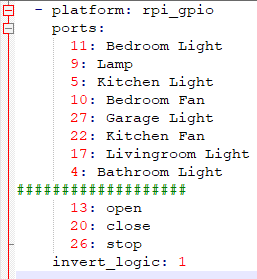 - platform: rpi_gpio
ports:
11: Bedroom Light
9: Lamp
5: Kitchen Light
10: Bedroom Fan
27: Garage Light
22: Kitchen Fan
17: Livingroom Light
4: Bathroom Light
####################
13: open
20: close
26: stop
invert_logic: 1